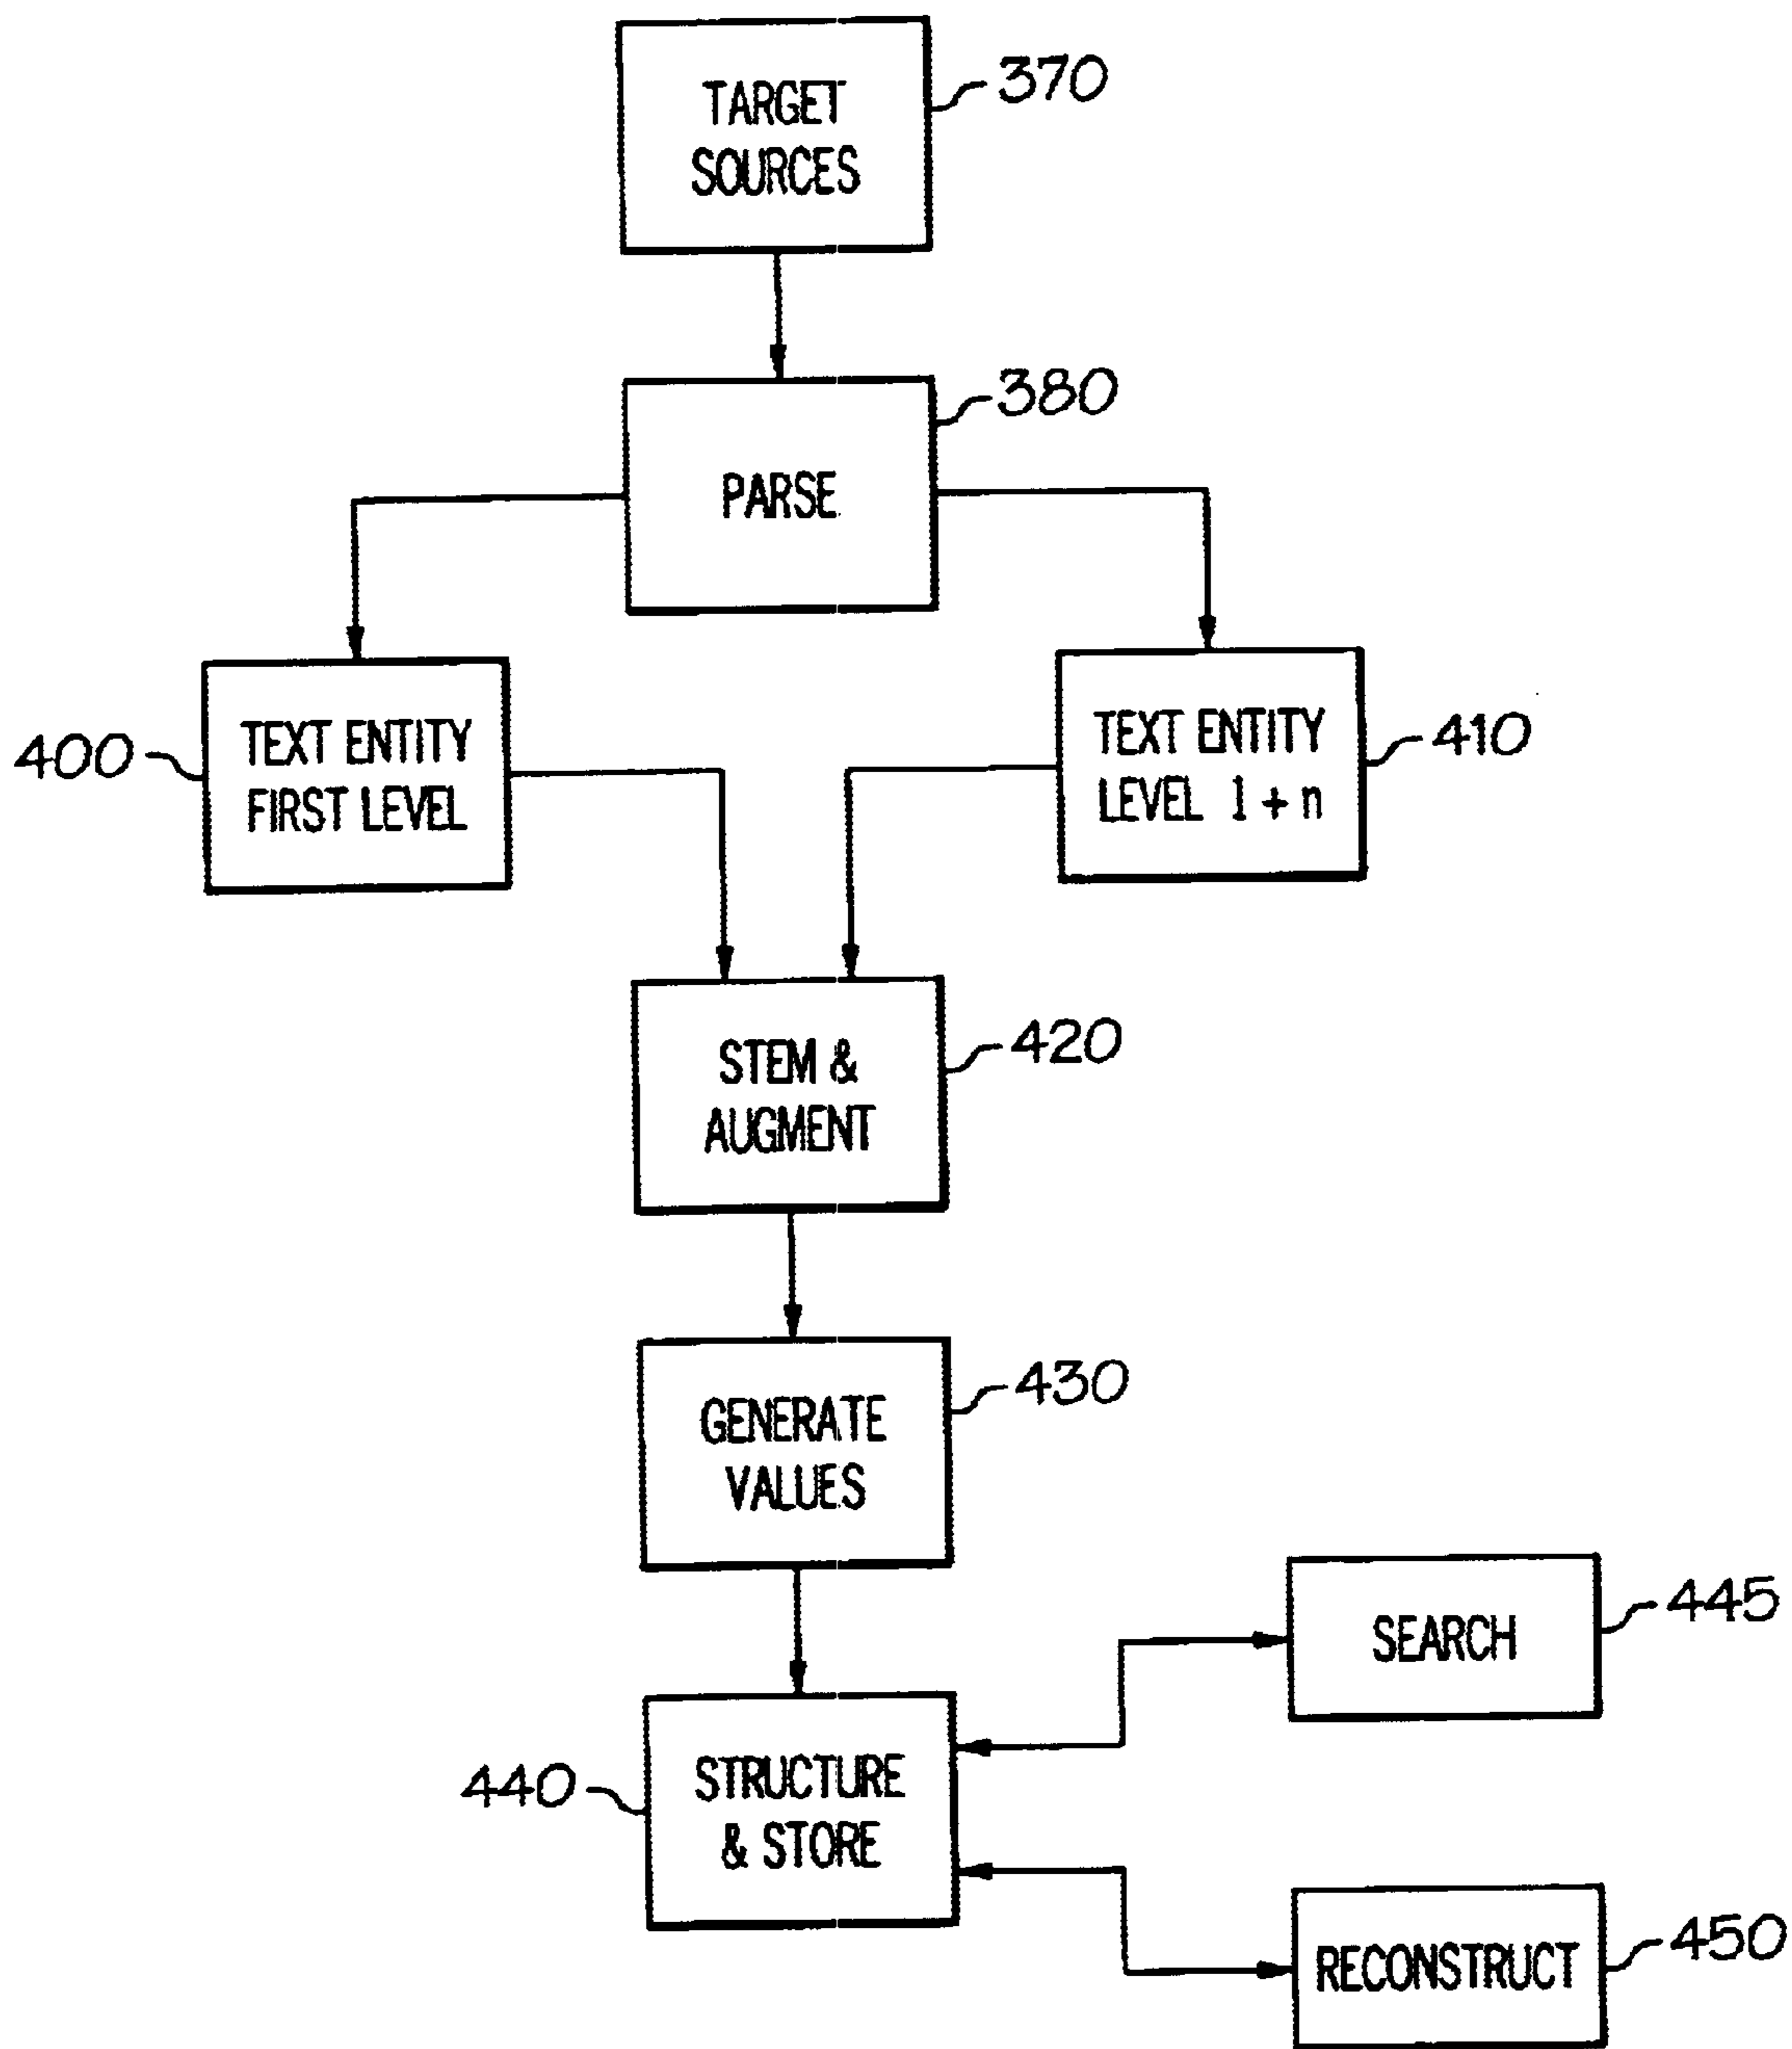 TARGET
SOURCES
370
PARSE
380
TEXT ENTITY
FIRST LEVEL
400
TEXT ENTITY
LEVEL 1 + n
410
STEM &
AUGMENT
420
GENERATE
VALUES
430
SEARCH
445
STRUCTURE
& STORE
440
RECONSTRUCT
450